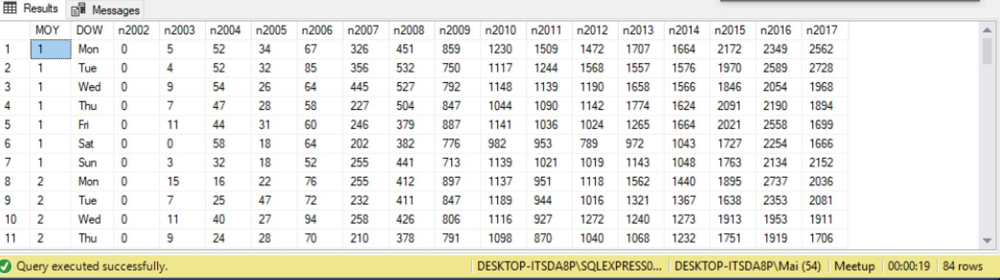 Results Messages
MOY DOW n2002 n2003 n2004 n2005 n2006 n2007 n2008 n2009 n2010 n2011 n2012 n2013 n2014 n2015 n2016 n2017
1 1 Mon 0 5 52 34 67 326 451 859 1230 1509 1472 1707 1664 2172 2349 2562
2 1 Tue 0 4 52 32 85 356 532 750 1117 1244 1568 1557 1576 1970 2589 2728
3 1 Wed 0 9 54 26 64 445 527 792 1148 1139 1190 1658 1566 1846 2054 1968
4 1 Thu 0 7 47 28 58 227 504 847 1044 1090 1142 1774 1624 2091 2190 1894
5 1 Fri 0 11 44 31 60 246 379 887 1141 1036 1024 1265 1664 2021 2558 1699
6 1 Sat 0 0 58 18 64 202 382 776 982 953 789 972 1043 1727 2254 1666
7 1 Sun 0 3 32 18 52 255 441 713 1139 1021 1019 1143 1048 1763 2134 2152
8 2 Mon 0 15 16 22 76 255 412 897 1137 951 1118 1562 1440 1895 2737 2036
9 2 Tue 0 7 25 47 72 232 411 847 1189 944 1016 1321 1367 1638 2353 2081
10 2 Wed 0 11 40 27 94 258 426 806 1116 927 1272 1240 1273 1913 1953 1911
11 2 Thu 0 9 24 28 70 210 378 791 1098 870 1040 1068 1232 1751 1919 1706
Query executed successfully. DESKTOP-ITSDA8P\SQLEXPRESS0... DESKTOP-ITSDA8P\Mai (54) Meetup 00:00:19 84 rows